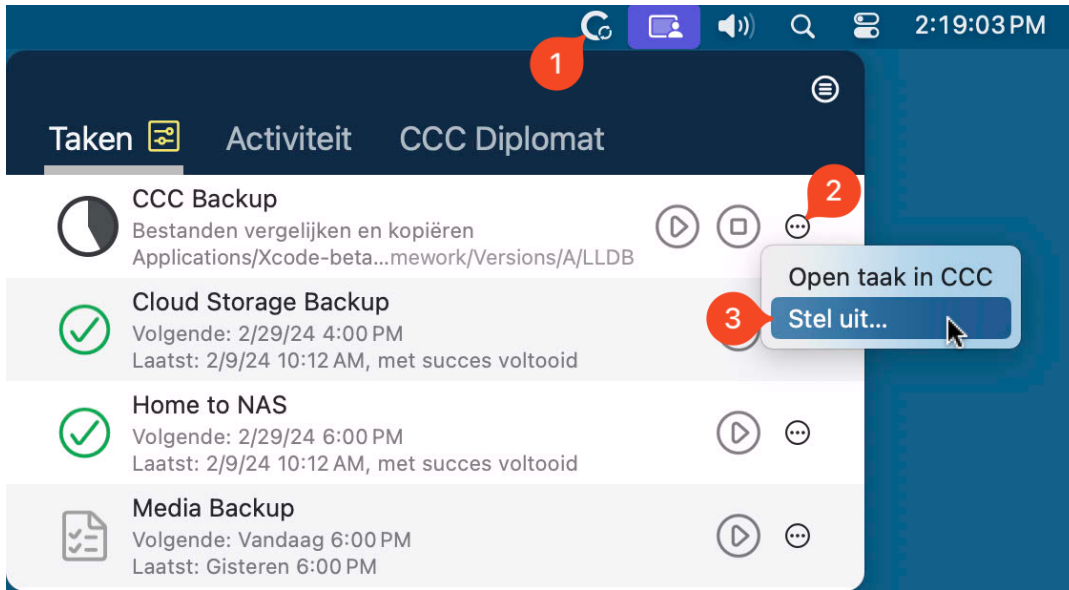 2:19:03 PM
1
Taken Activiteit CCC Diplomat
CCC Backup
2
Bestanden vergelijken en kopiëren
Applications/Xcode-beta...mework/Versions/A/LLDB
Open taak in CCC
Cloud Storage Backup
3
Stel uit...
Volgende: 2/29/24 4:00 PM
Laatst: 2/9/24 10:12 AM, met succes voltooid
Home to NAS
Volgende: 2/29/24 6:00 PM
Laatst: 2/9/24 10:12 AM, met succes voltooid
Media Backup
Volgende: Vandaag 6:00 PM
Laatst: Gisteren 6:00 PM